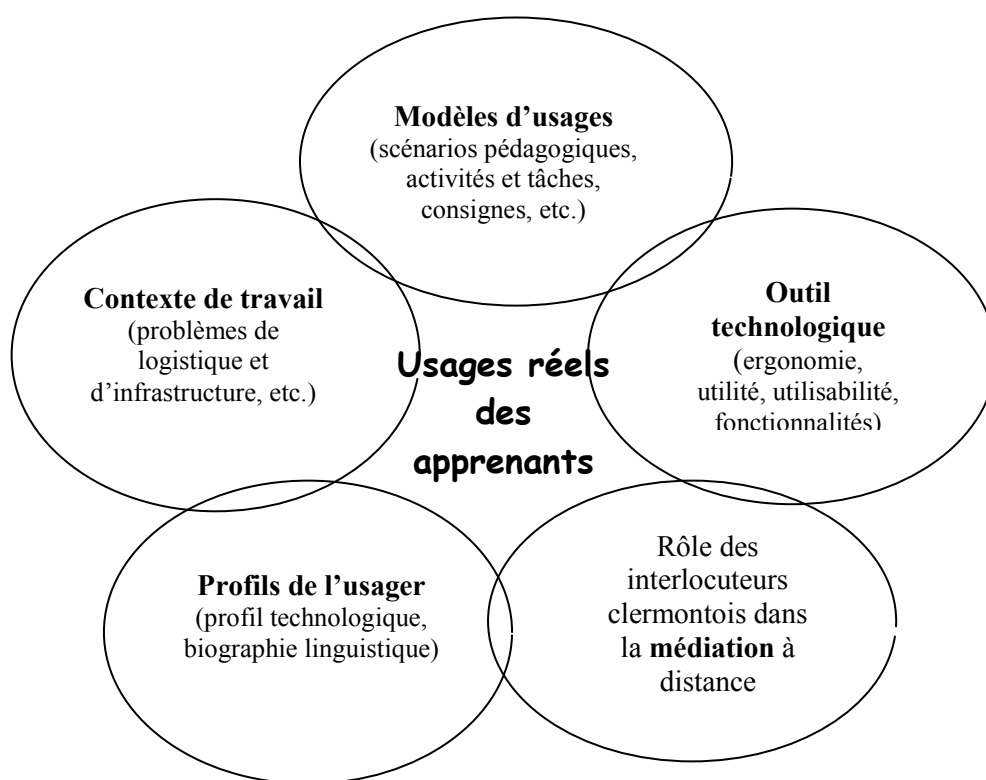 Modèles d’usages
(scénarios pédagogiques,
activités et tâches,
consignes, etc.)
Contexte de travail
(problèmes de
logistique et
d’infrastructure, etc.)
Outil
technologique
(ergonomie,
utilité, utilisabilité,
fonctionnalités)
Usages réels
des
apprenants
Profils de l’usager
(profil technologique,
biographie linguistique)
Rôle des
interlocuteurs
clermontois dans
la médiation à
distance